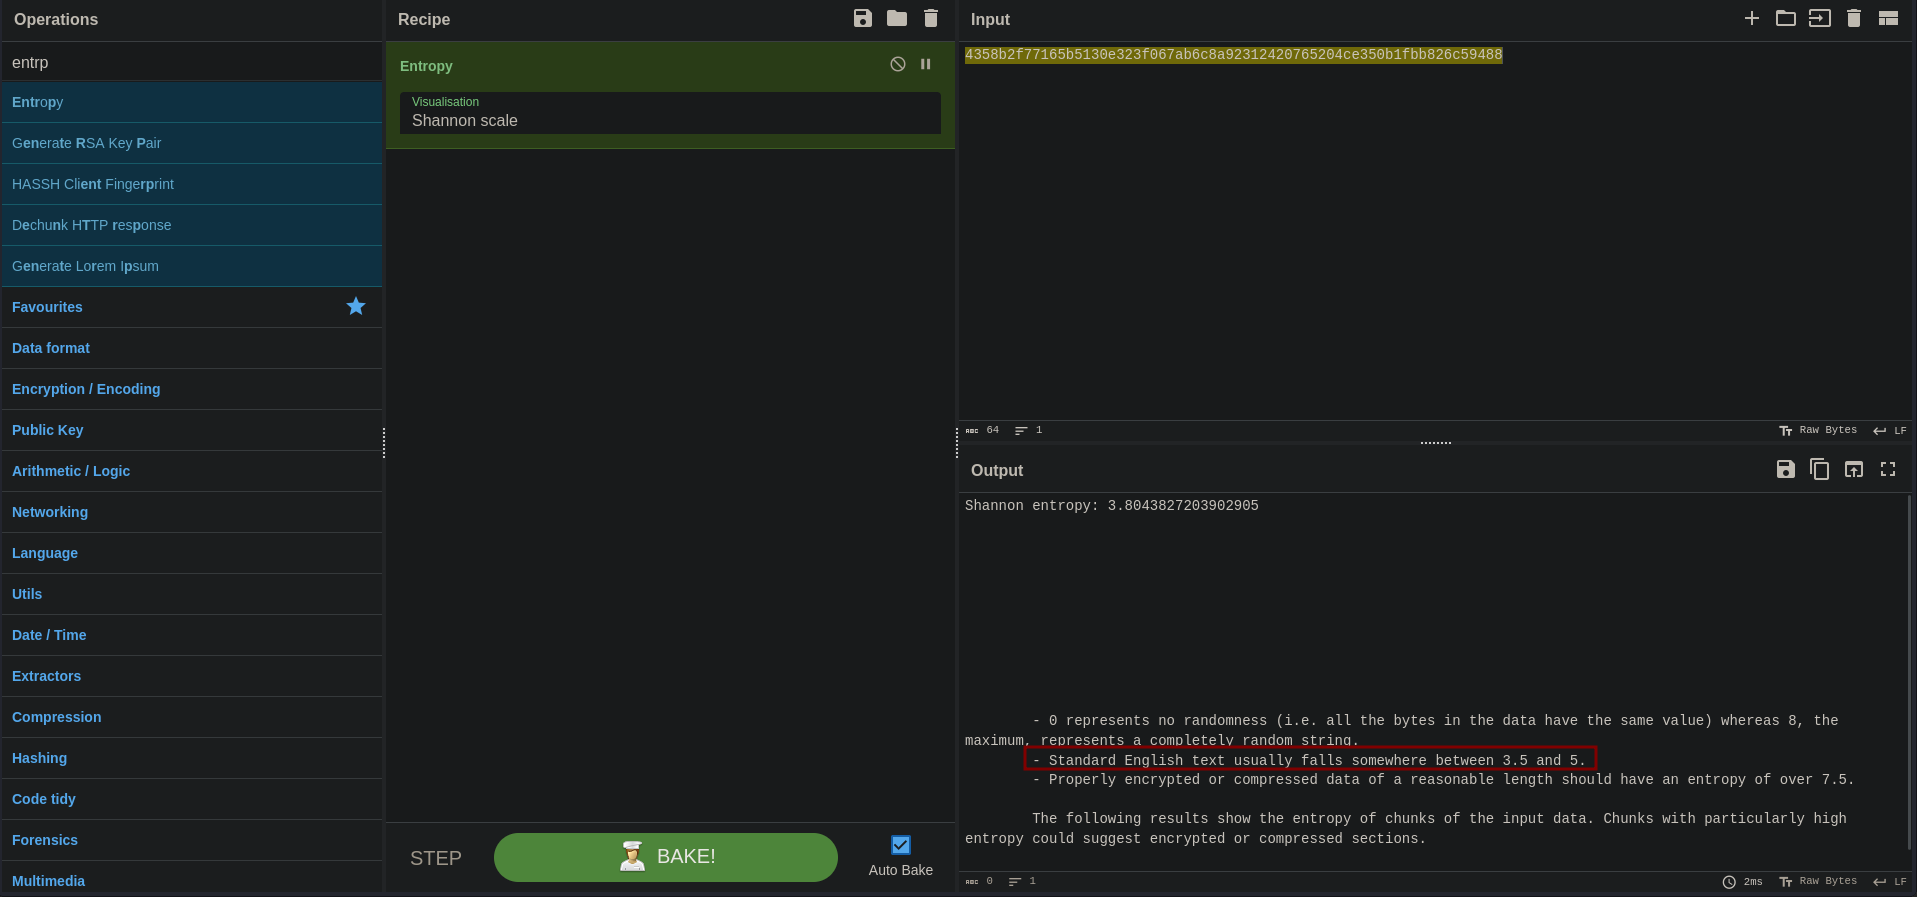 Operations
entrp
Entropy
Generate RSA Key Pair
HASSH Client Fingerprint
Dechunk HTTP response
Generate Lorem Ipsum
Favourites
Data format
Encryption / Encoding
Public Key
Arithmetic / Logic
Networking
Language
Utils
Date / Time
Extractors
Compression
Hashing
Code tidy
Forensics
Multimedia
Recipe
Entropy
Visualisation
Shannon scale
STEP
BAKE!
Auto Bake
Input
4358b2f77165b5130e323f067ab6c8a92312420765204ce350b1fbb826c59488
ABC 64 1 Raw Bytes LF
Output
Shannon entropy: 3.8043827203902905
- 0 represents no randomness (i.e. all the bytes in the data have the same value) whereas 8, the
maximum, represents a completely random string.
- Standard English text usually falls somewhere between 3.5 and 5.
- Properly encrypted or compressed data of a reasonable length should have an entropy of over 7.5.
The following results show the entropy of chunks of the input data. Chunks with particularly high
entropy could suggest encrypted or compressed sections.
ABC 0 1 2ms Raw Bytes LF